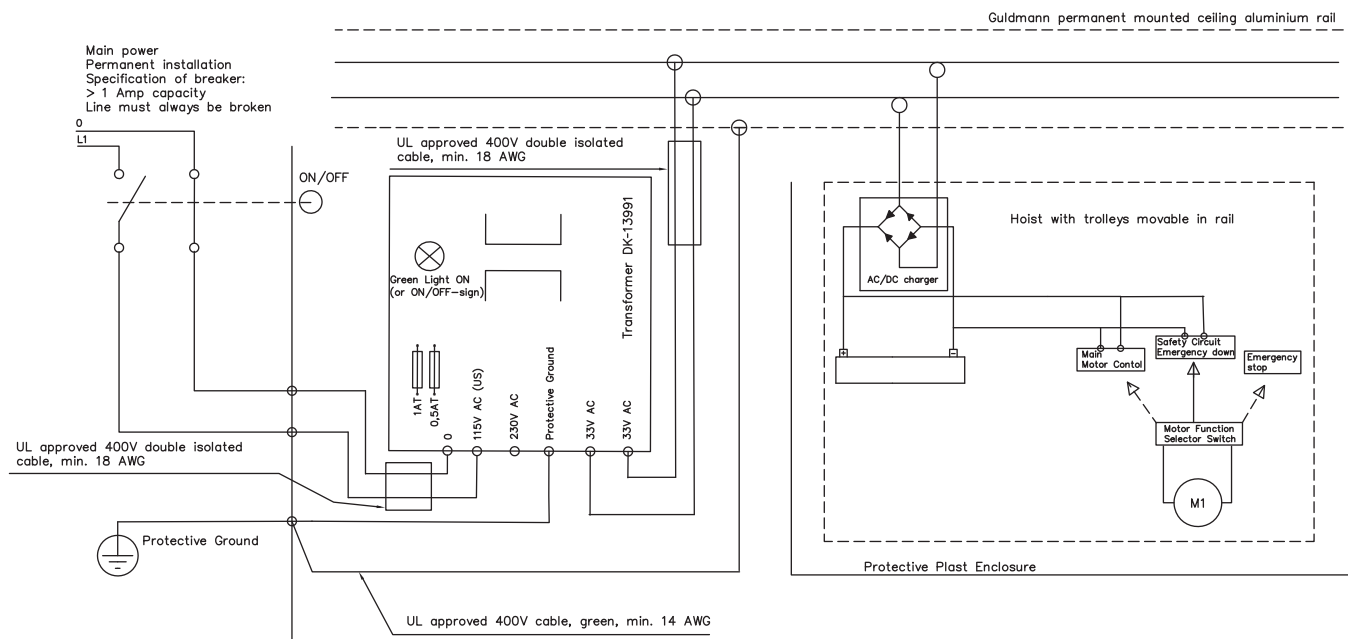 Guldmann permanent mounted ceiling aluminium rail
Main power
Permanent installation
Specification of breaker:
> 1 Amp capacity
Line must always be broken
0
L1
ON/OFF
UL approved 400V double isolated
cable, min. 18 AWG
Green Light ON
(or ON/OFF-sign)
Transformer DK-13991
1AT
0,5AT
0
115V AC (US)
230V AC
Protective Ground
33V AC
33V AC
UL approved 400V double isolated
cable, min. 18 AWG
Protective Ground
UL approved 400V cable, green, min. 14 AWG
Hoist with trolleys movable in rail
AC/DC charger
+
-
Main
Motor Contol
Safety Circuit
Emergency down
Emergency
stop
Motor Function
Selector Switch
M1
Protective Plast Enclosure